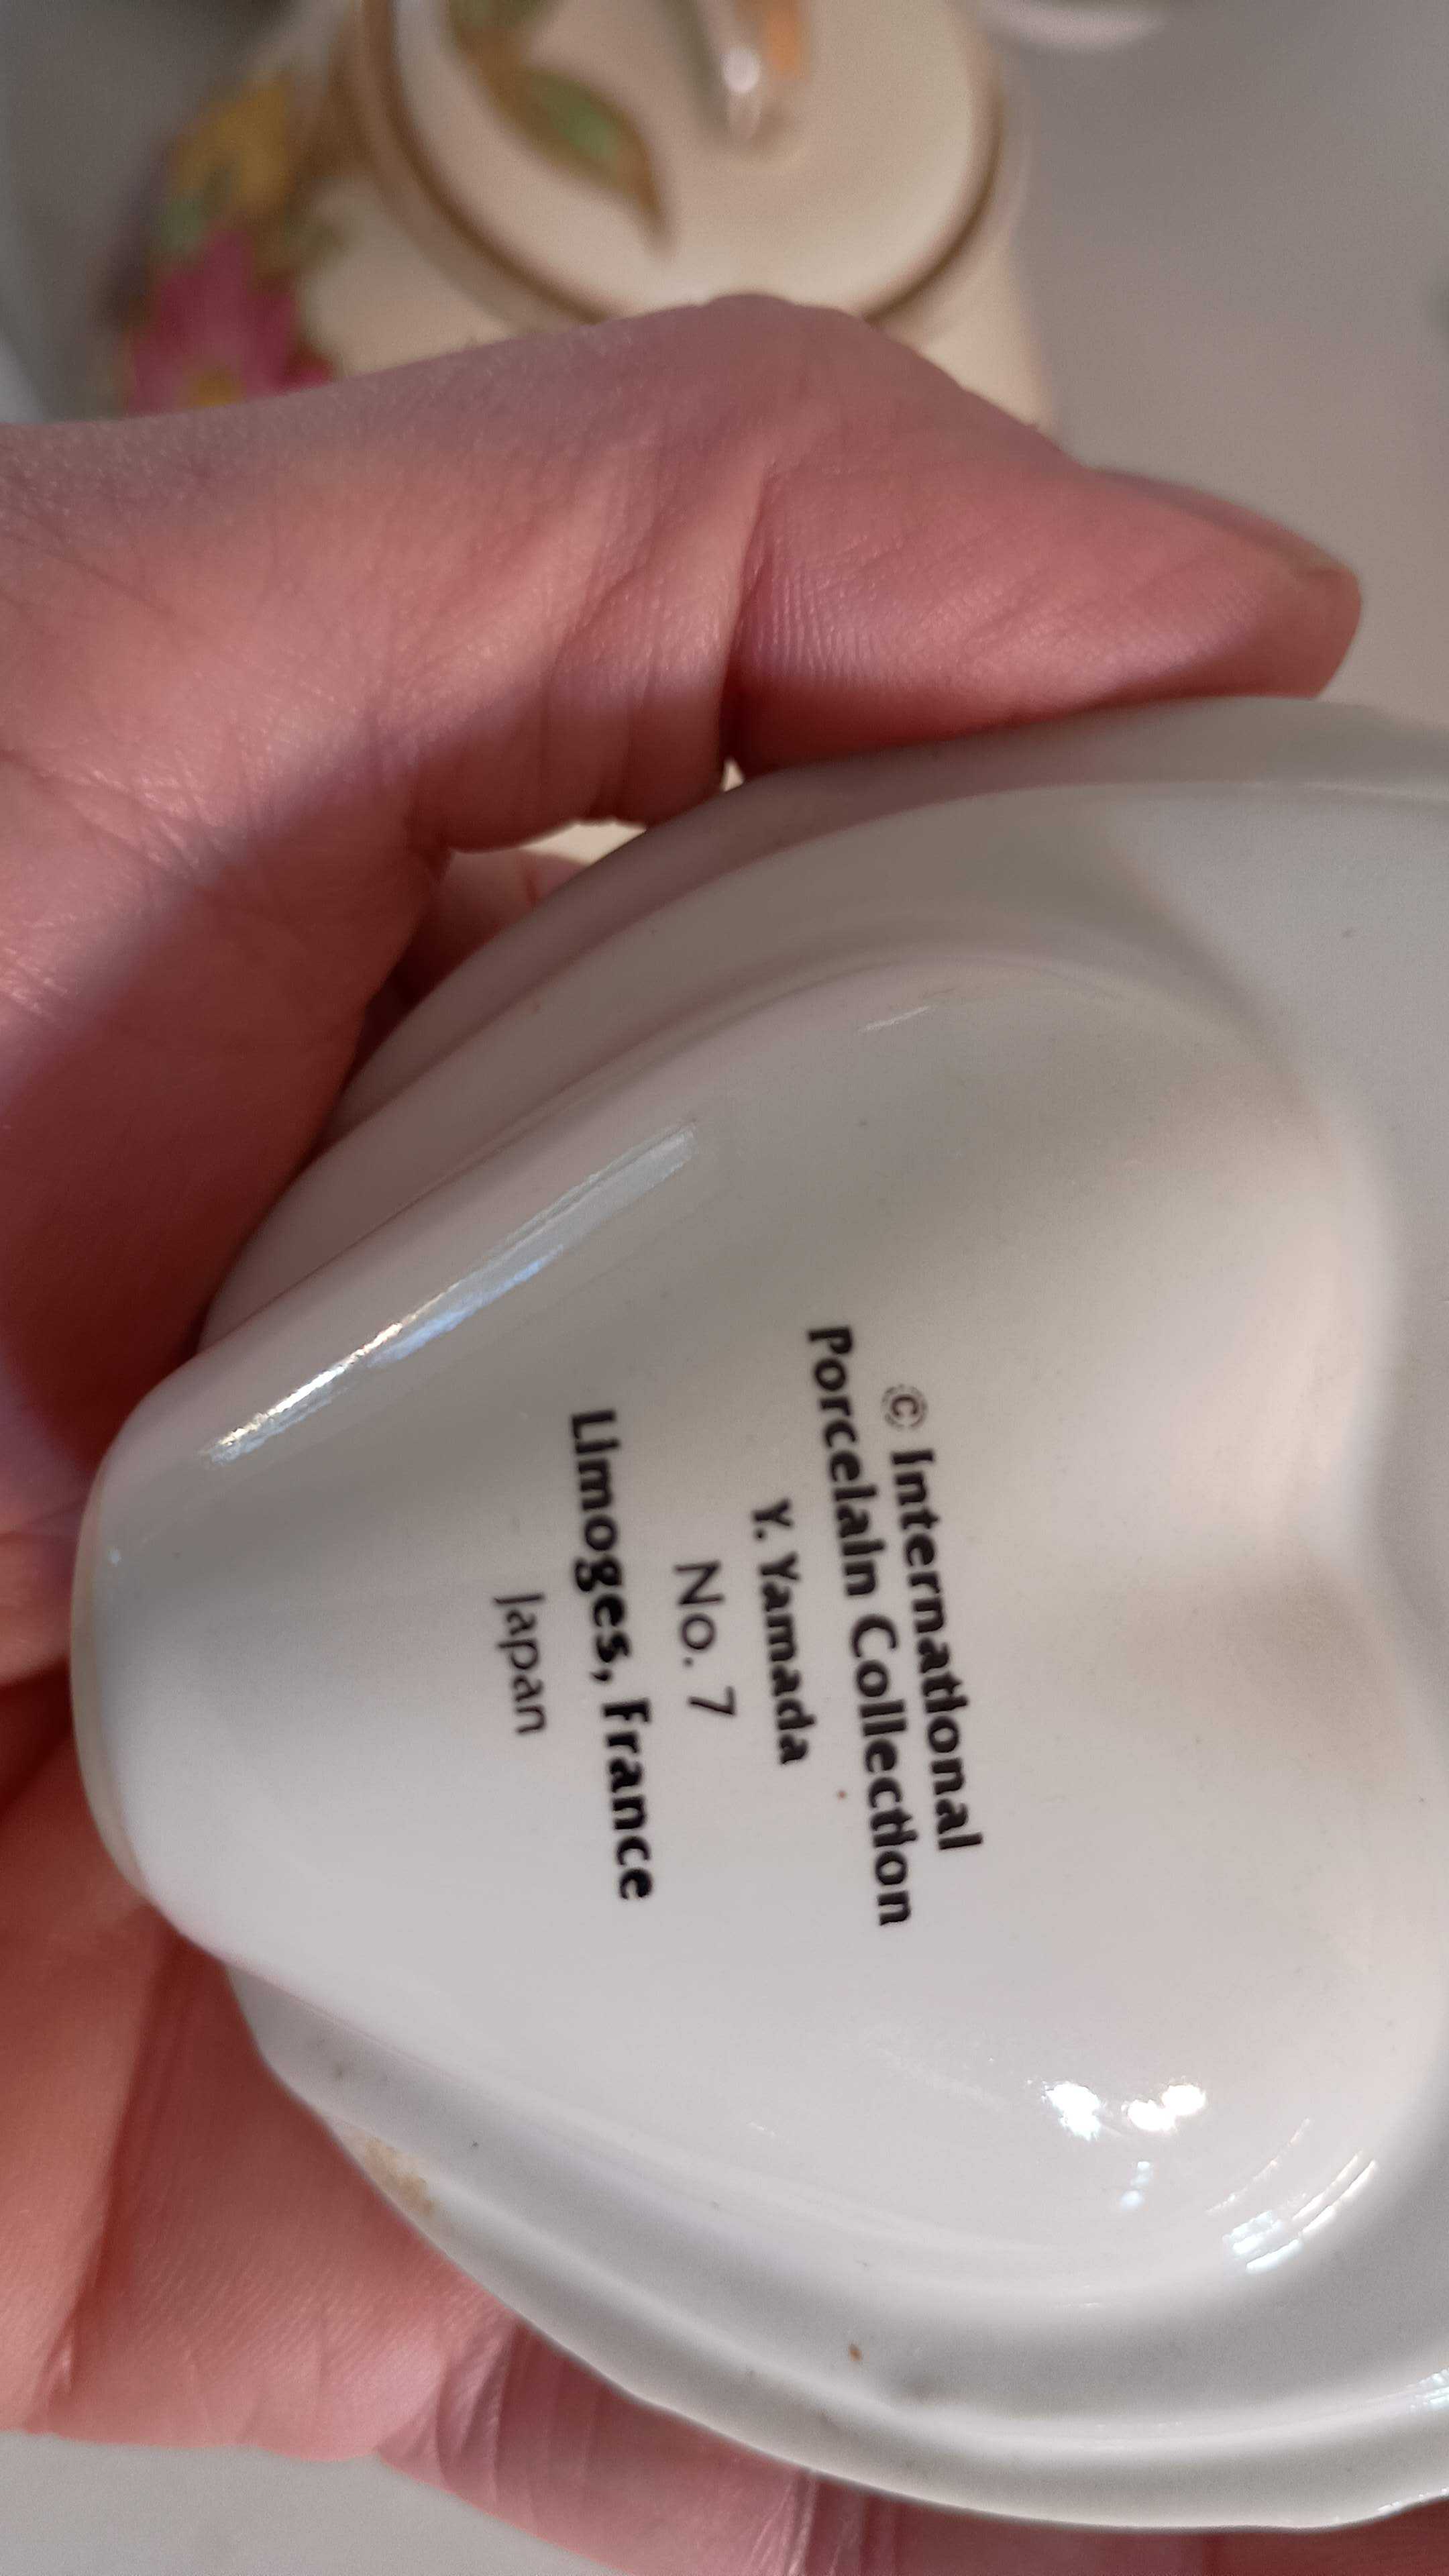 © International
Porcelain Collection
Y. Yamada
No. 7
Limoges, France
Japan